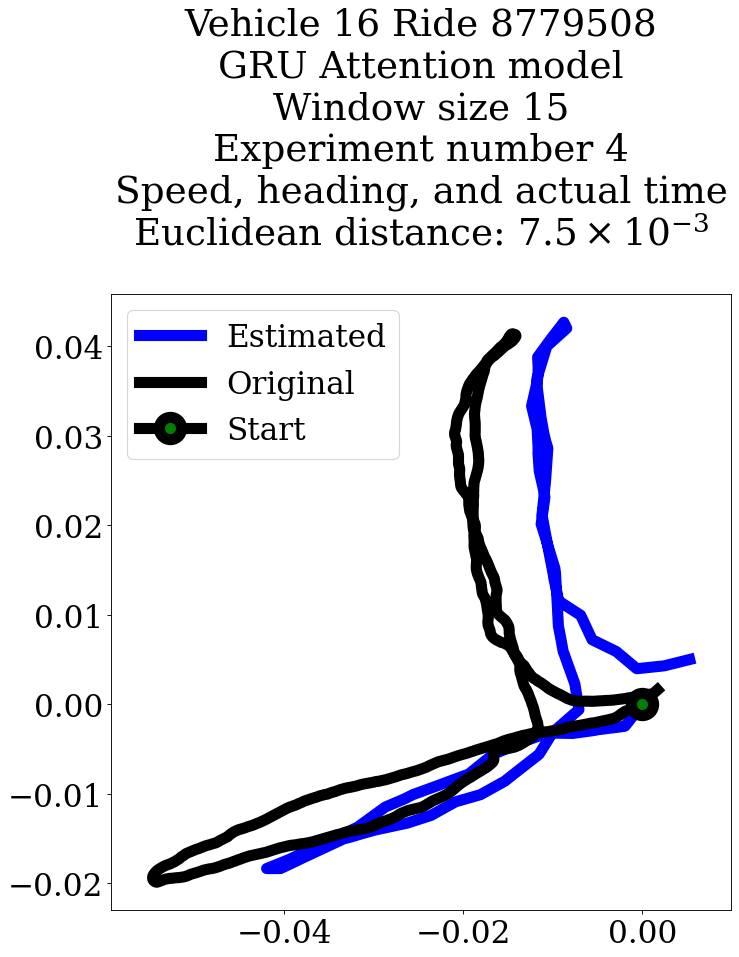 Vehicle 16 Ride 8779508
GRU Attention model
Window size 15
Experiment number 4
Speed, heading, and actual time
Euclidean distance: 7.5 × 10⁻³
Estimated
Original
Start
0.04
0.03
0.02
0.01
0.00
−0.01
−0.02
−0.04 −0.02 0.00